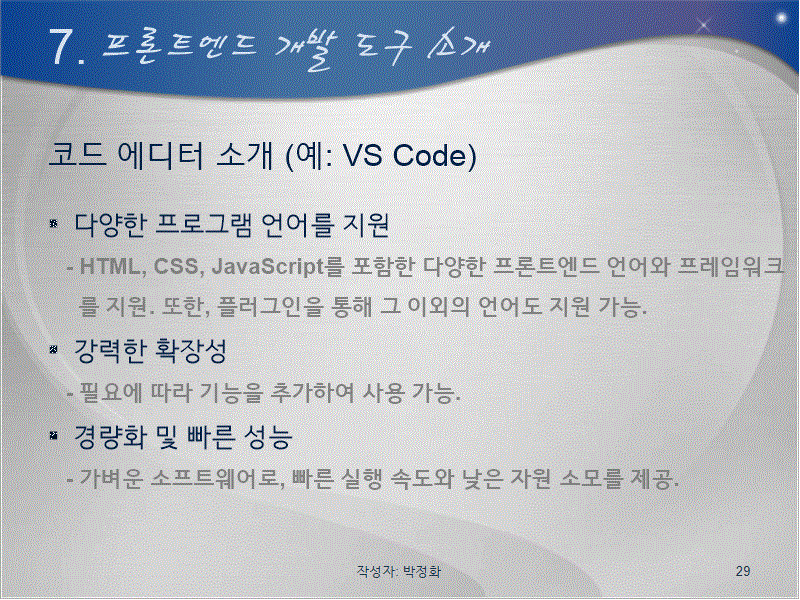 7. 프론트엔드 개발 도구 소개
코드 에디터 소개 (예: VS Code)
다양한 프로그램 언어를 지원
- HTML, CSS, JavaScript를 포함한 다양한 프론트엔드 언어와 프레임워크
를 지원. 또한, 플러그인을 통해 그 이외의 언어도 지원 가능.
강력한 확장성
- 필요에 따라 기능을 추가하여 사용 가능.
경량화 및 빠른 성능
- 가벼운 소프트웨어로, 빠른 실행 속도와 낮은 자원 소모를 제공.
작성자: 박정화
29